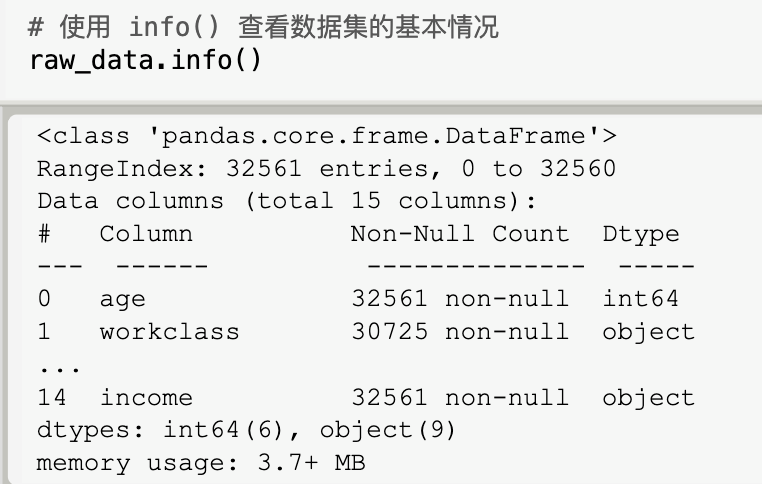 # 使用 info() 查看数据集的基本情况
raw_data.info()
<class 'pandas.core.frame.DataFrame'>
RangeIndex: 32561 entries, 0 to 32560
Data columns (total 15 columns):
#   Column          Non-Null Count  Dtype
---  ------          --------------  -----
0   age             32561 non-null  int64
1   workclass       30725 non-null  object
...
14  income          32561 non-null  object
dtypes: int64(6), object(9)
memory usage: 3.7+ MB